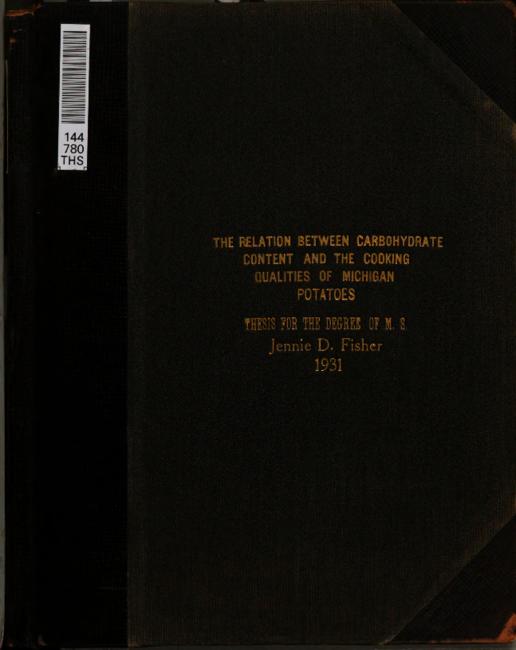 144
780
THS
THE RELATION BETWEEN CARBOHYDRATE
CONTENT AND THE COOKING
QUALITIES OF MICHIGAN
POTATOES
THESIS FOR THE DEGREE OF M. S.
Jennie D. Fisher
1931